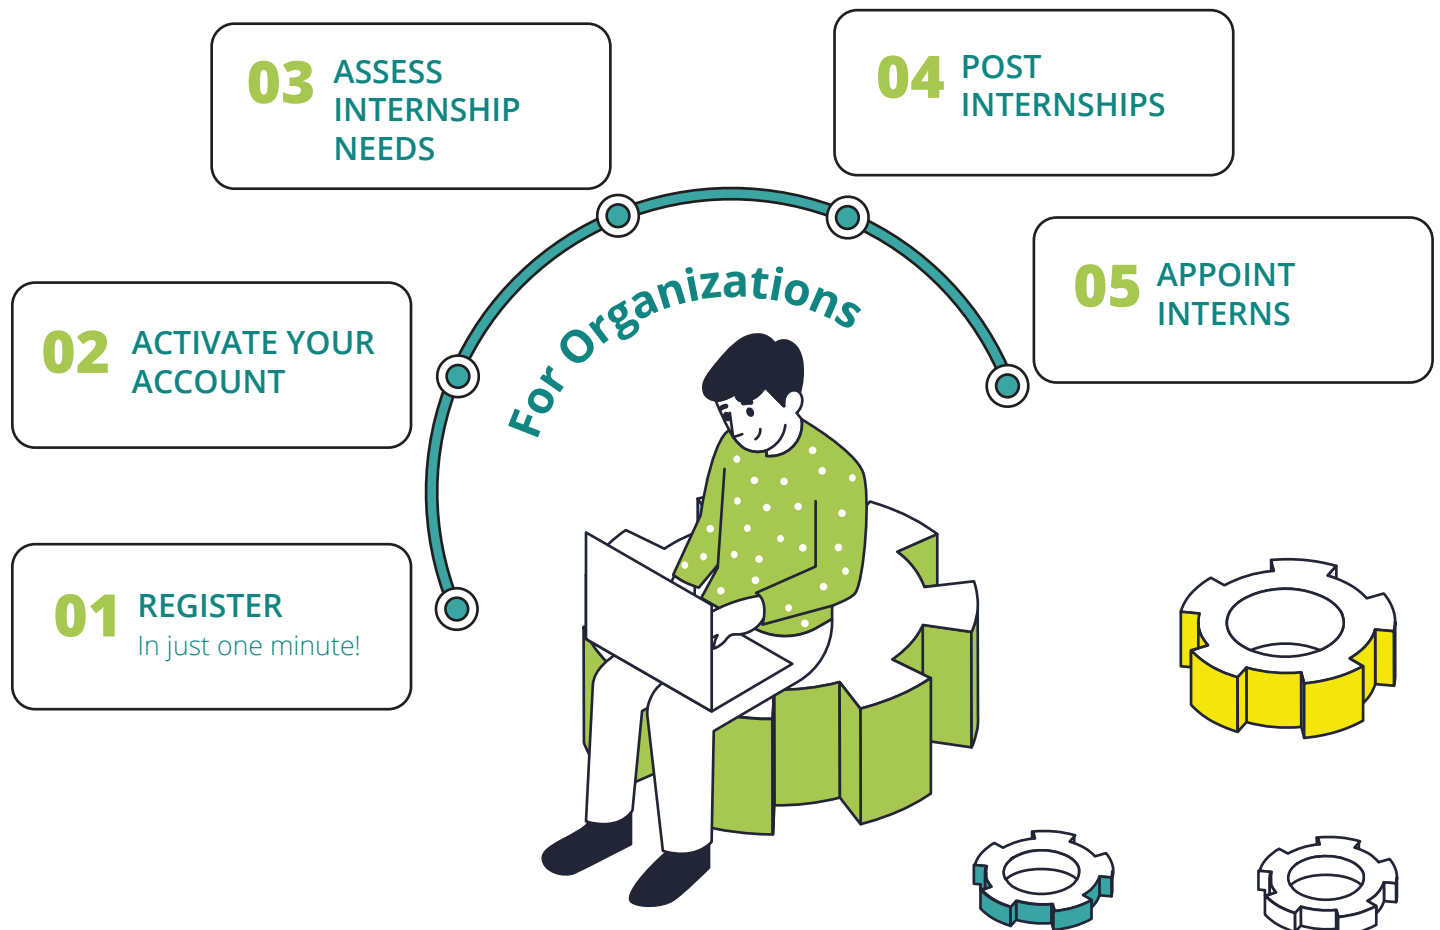 03 ASSESS
INTERNSHIP
NEEDS
04 POST
INTERNSHIPS
05 APPOINT
INTERNS
02 ACTIVATE YOUR
ACCOUNT
01 REGISTER
In just one minute!
For Organizations